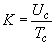 K = U_c / T_c